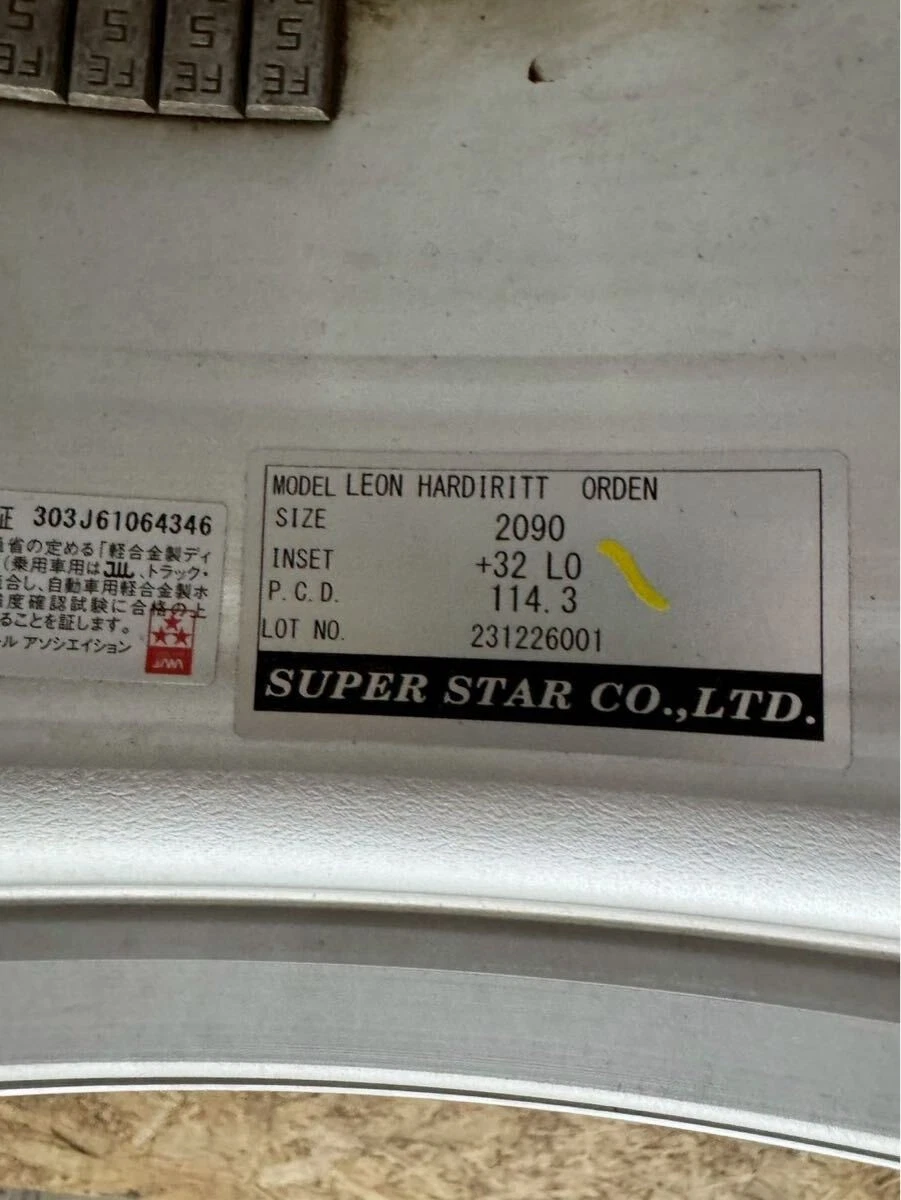 5 5 5 5
FE FE FE FE
証 303J61064346
省の定める「軽合金製ディ
(乗用車用はJWL、トラック・
合し、自動車用軽合金製ホ
度確認試験に合格の上
ることを証します。
ル アソシエイション
VIA
MODEL LEON HARDIRITT ORDEN
SIZE 2090
INSET +32 LO
P.C.D. 114.3
LOT NO. 231226001
SUPER STAR CO.,LTD.